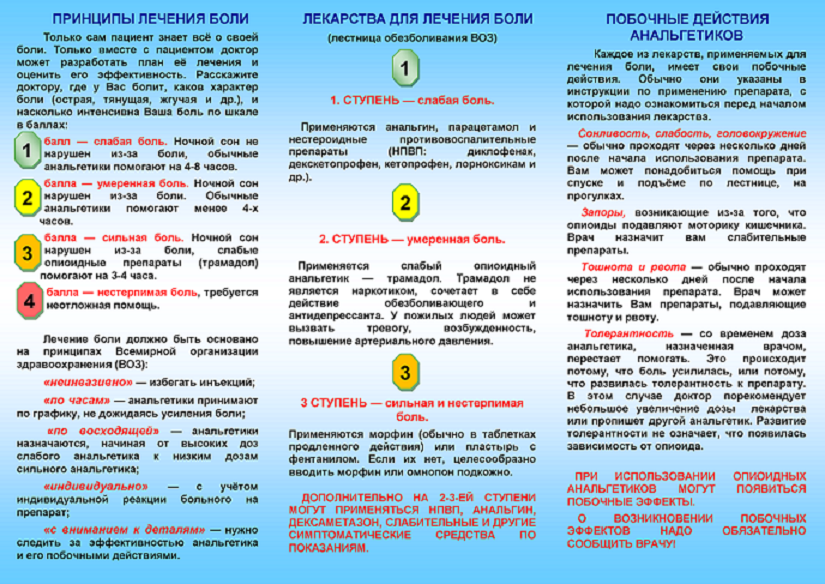 ПРИНЦИПЫ ЛЕЧЕНИЯ БОЛИ
Только сам пациент знает всё о своей
боли. Только вместе с пациентом доктор
может разработать план её лечения и
оценить его эффективность. Расскажите
доктору, где у Вас болит, каков характер
боли (острая, тянущая, жгучая и др.), и
насколько интенсивна Ваша боль по шкале
в баллах:
1 балл — слабая боль. Ночной сон не
нарушен из-за боли, обычные
анальгетики помогают на 4-8 часов.
2 балла — умеренная боль. Ночной сон
нарушен из-за боли. Обычные
анальгетики помогают менее 4-х
часов.
3 балла — сильная боль. Ночной сон
нарушен из-за боли, слабые
опиоидные препараты (трамадол)
помогают на 3-4 часа.
4 балла — нестерпимая боль, требуется
неотложная помощь.
Лечение боли должно быть основано
на принципах Всемирной организации
здравоохранения (ВОЗ):
«неинвазивно» — избегать инъекций;
«по часам» — анальгетики принимают
по графику, не дожидаясь усиления боли;
«по восходящей» — анальгетики
назначаются, начиная от высоких доз
слабого анальгетика к низким дозам
сильного анальгетика;
«индивидуально» — с учётом
индивидуальной реакции больного на
препарат;
«с вниманием к деталям» — нужно
следить за эффективностью анальгетика
и его побочными действиями.
ЛЕКАРСТВА ДЛЯ ЛЕЧЕНИЯ БОЛИ
(лестница обезболивания ВОЗ)
1
1. СТУПЕНЬ — слабая боль.
Применяются анальгин, парацетамол и
нестероидные противовоспалительные
препараты (НПВП: диклофенак,
декскетопрофен, кетопрофен, лорноксикам и
др.).
2
2. СТУПЕНЬ — умеренная боль.
Применяется слабый опиоидный
анальгетик — трамадол. Трамадол не
является наркотиком, сочетает в себе
действие обезболивающего и
антидепрессанта. У пожилых людей может
вызвать тревогу, возбужденность,
повышение артериального давления.
3
3 СТУПЕНЬ — сильная и нестерпимая
боль.
Применяются морфин (обычно в таблетках
продленного действия) или пластырь с
фентанилом. Если их нет, целесообразно
вводить морфин или омнопон подкожно.
ДОПОЛНИТЕЛЬНО НА 2-3-ЕЙ СТУПЕНИ
МОГУТ ПРИМЕНЯТЬСЯ НПВП, АНАЛЬГИН,
ДЕКСАМЕТАЗОН, СЛАБИТЕЛЬНЫЕ И ДРУГИЕ
СИМПТОМАТИЧЕСКИЕ СРЕДСТВА ПО
ПОКАЗАНИЯМ.
ПОБОЧНЫЕ ДЕЙСТВИЯ
АНАЛЬГЕТИКОВ
Каждое из лекарств, применяемых для
лечения боли, имеет свои побочные
действия. Обычно они указаны в
инструкции по применению препарата, с
которой надо ознакомиться перед началом
использования лекарства.
Сонливость, слабость, головокружение
— обычно проходят через несколько дней
после начала использования препарата.
Вам может понадобиться помощь при
спуске и подъёме по лестнице, на
прогулках.
Запоры, возникающие из-за того, что
опиоиды подавляют моторику кишечника.
Врач назначит вам слабительные
препараты.
Тошнота и рвота — обычно проходят
через несколько дней после начала
использования препарата. Врач может
назначить Вам препараты, подавляющие
тошноту и рвоту.
Толерантность — со временем доза
анальгетика, назначенная врачом,
перестает помогать. Это происходит
потому, что боль усилилась, или потому,
что развилась толерантность к препарату.
В этом случае доктор порекомендует
небольшое увеличение дозы лекарства
или пропишет другой анальгетик. Развитие
толерантности не означает, что появилась
зависимость от опиоида.
ПРИ ИСПОЛЬЗОВАНИИ ОПИОИДНЫХ
АНАЛЬГЕТИКОВ МОГУТ ПОЯВИТЬСЯ
ПОБОЧНЫЕ ЭФФЕКТЫ.
О ВОЗНИКНОВЕНИИ ПОБОЧНЫХ
ЭФФЕКТОВ НАДО ОБЯЗАТЕЛЬНО
СООБЩИТЬ ВРАЧУ!